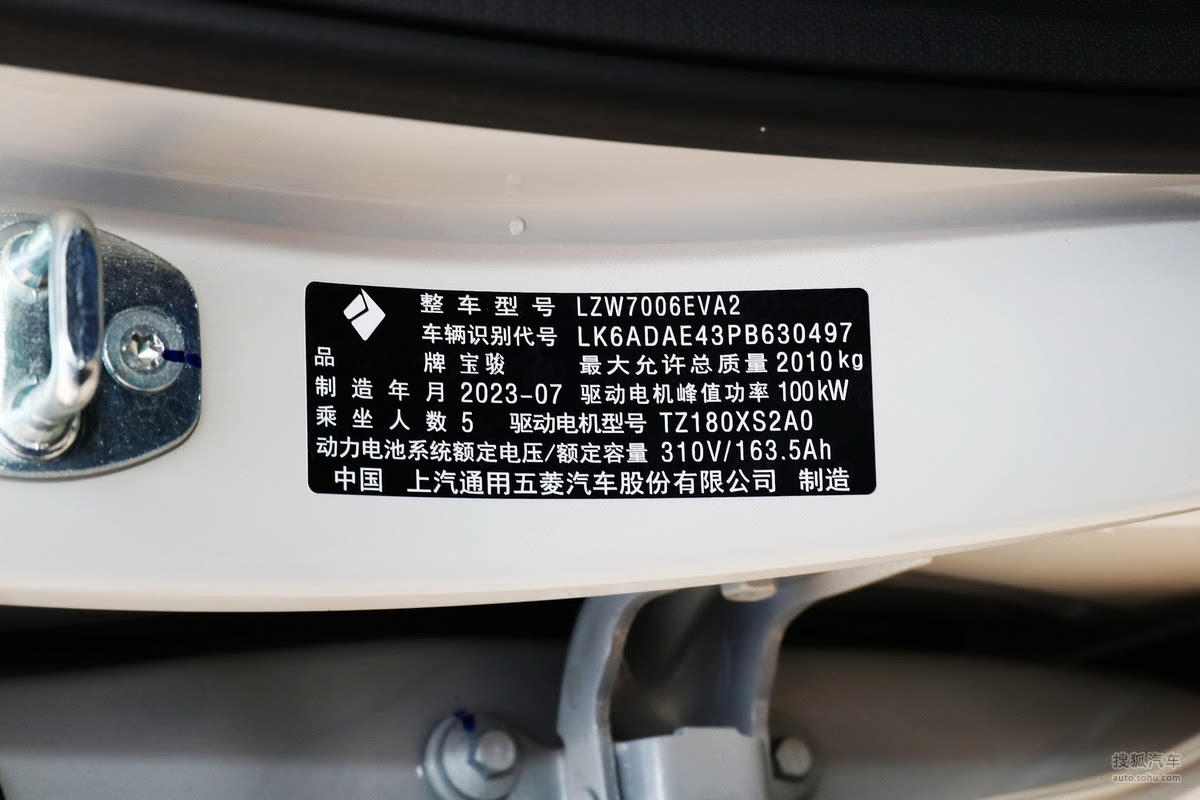 整车型号 LZW7006EVA2
车辆识别代号 LK6ADAE43PB630497
品牌 宝骏 最大允许总质量 2010kg
制造年月 2023-07 驱动电机峰值功率 100kW
乘坐人数 5 驱动电机型号 TZ180XS2A0
动力电池系统额定电压/额定容量 310V/163.5Ah
中国 上汽通用五菱汽车股份有限公司 制造
搜狐汽车
auto.sohu.com